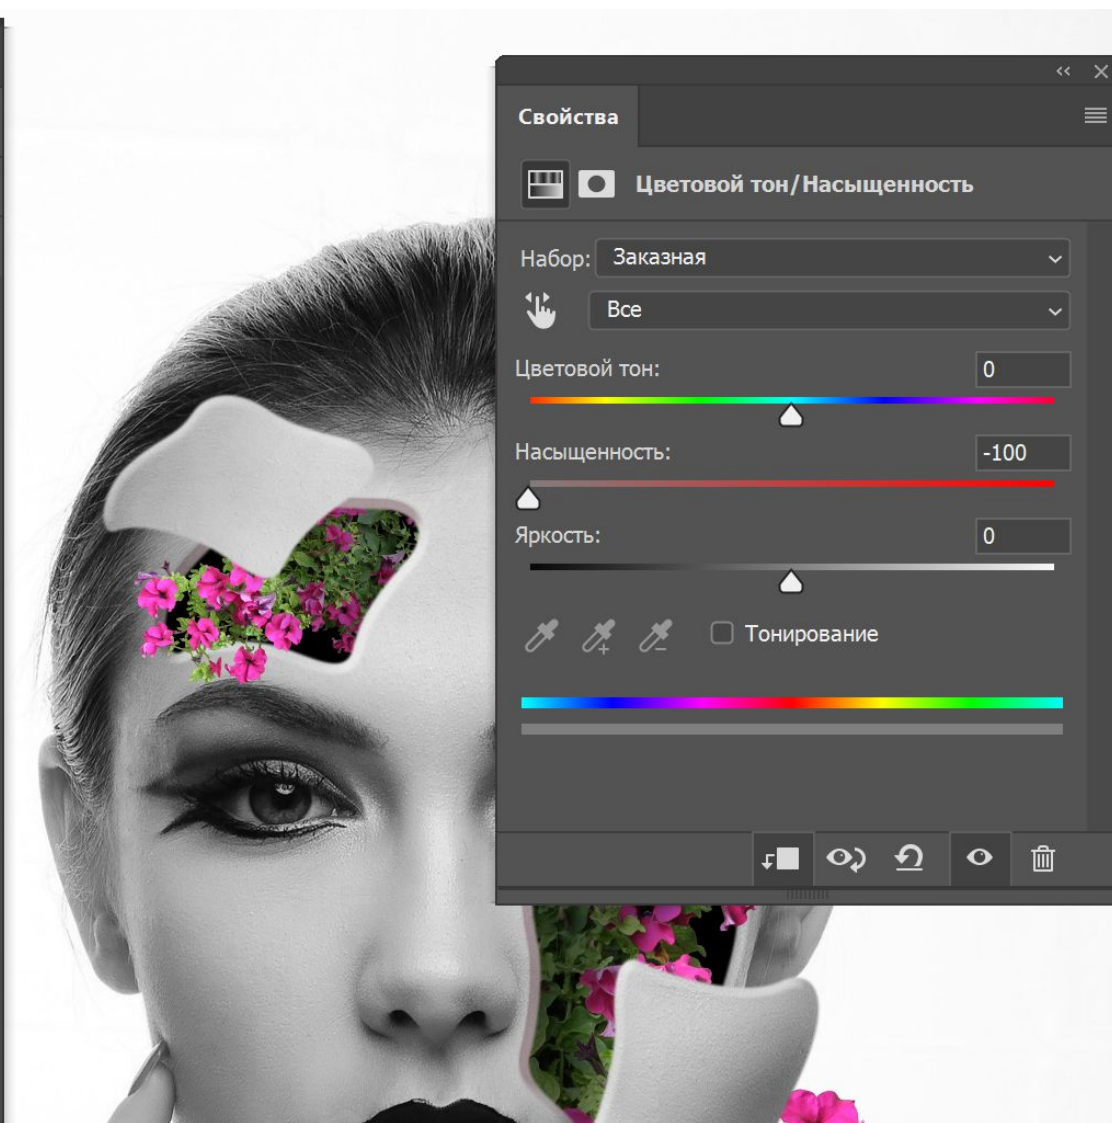 Свойства
Цветовой тон/Насыщенность
Набор: Заказная
Все
Цветовой тон: 0
Насыщенность: -100
Яркость: 0
Тонирование